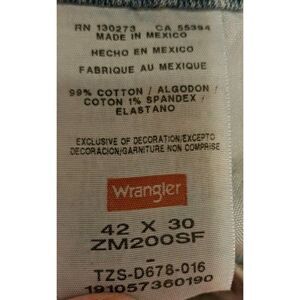 RN 130273 CA 55394
MADE IN MEXICO
HECHO EN MEXICO
FABRIQUE AU MEXIQUE
99% COTTON / ALGODON /
COTON 1% SPANDEX /
ELASTANO
EXCLUSIVE OF DECORATION/EXCEPTO
DECORACION/GARNITURE NON COMPRISE
Wrangler
42 X 30
ZM200SF
-
TZS-D678-016
191057360190